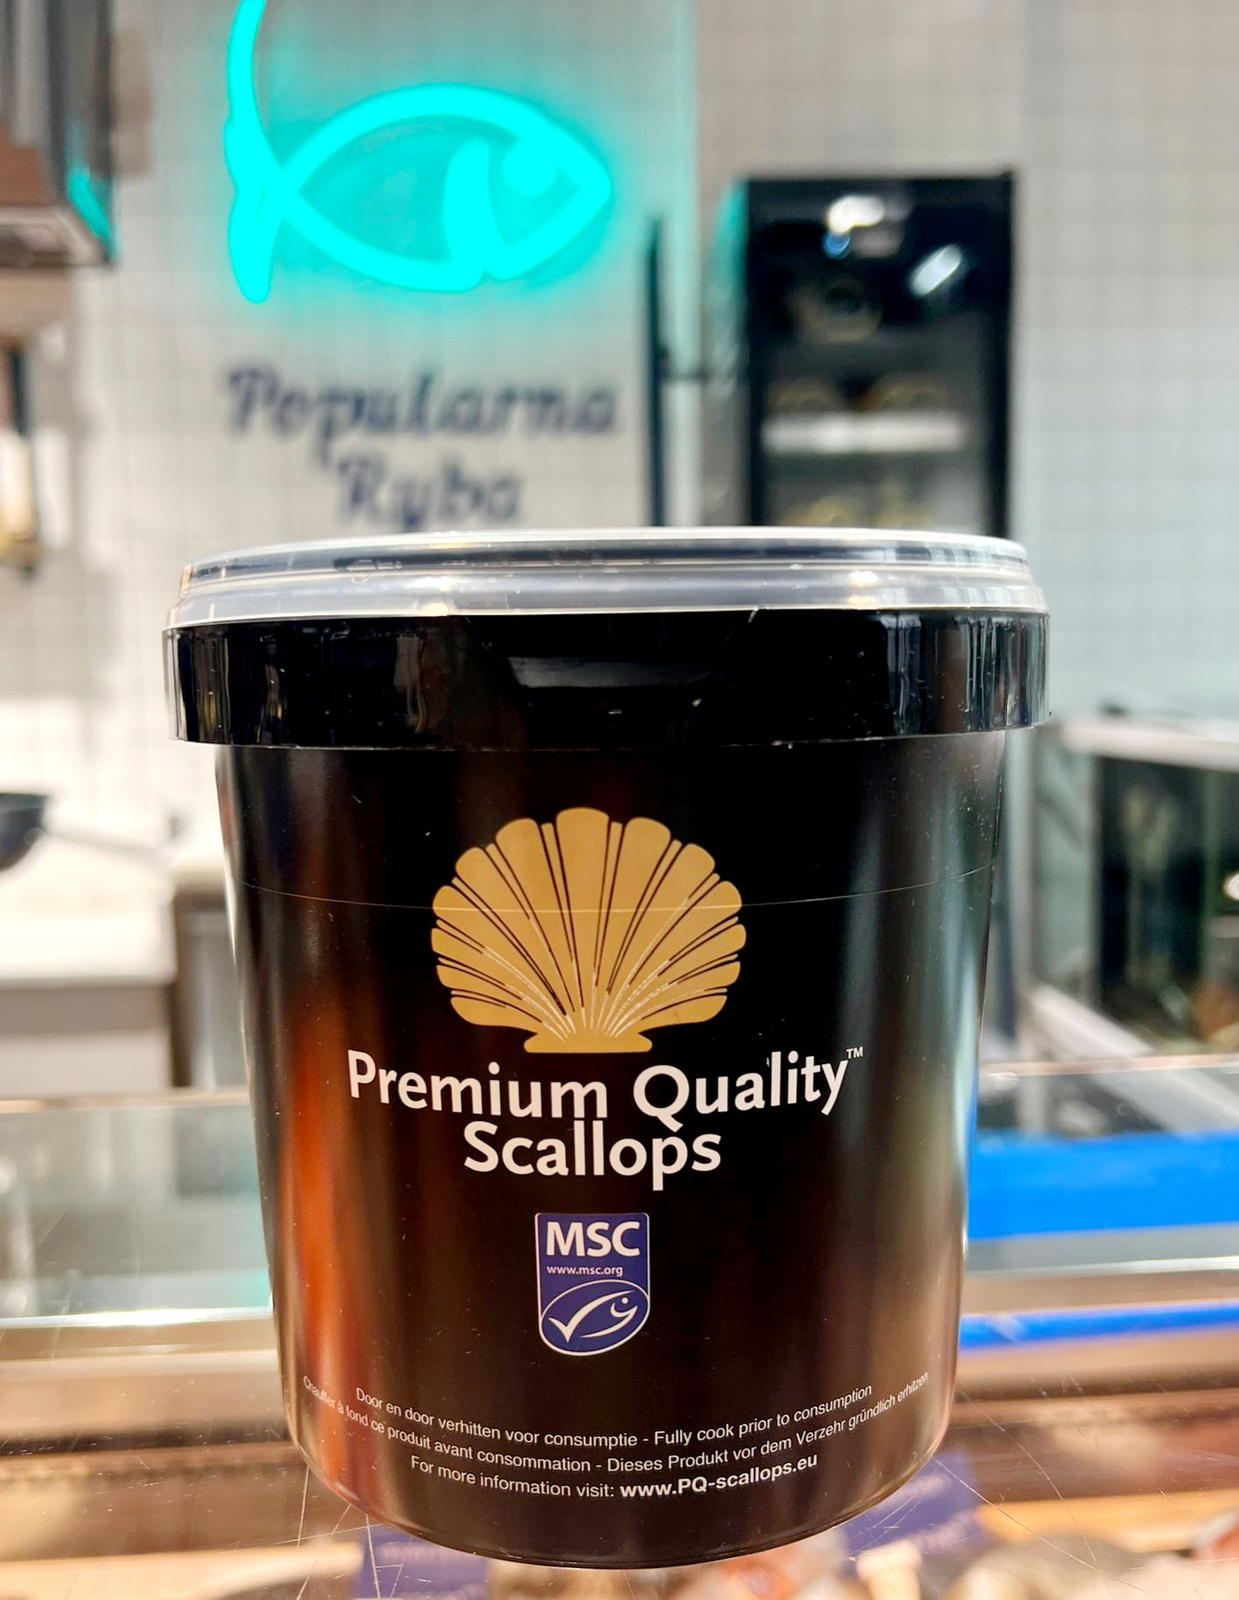 Popularna
Ryba
Premium Quality™
Scallops
MSC
www.msc.org
Door en door verhitten voor consumptie - Fully cook prior to consumption
Chauffer à fond ce produit avant consommation - Dieses Produkt vor dem Verzehr gründlich erhitzen
For more information visit: www.PQ-scallops.eu